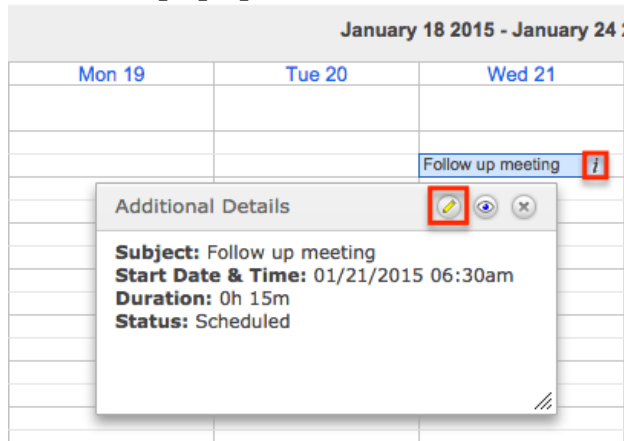 January 18 2015 - January 24
Mon 19 Tue 20 Wed 21
Follow up meeting i
Additional Details
Subject: Follow up meeting
Start Date & Time: 01/21/2015 06:30am
Duration: 0h 15m
Status: Scheduled